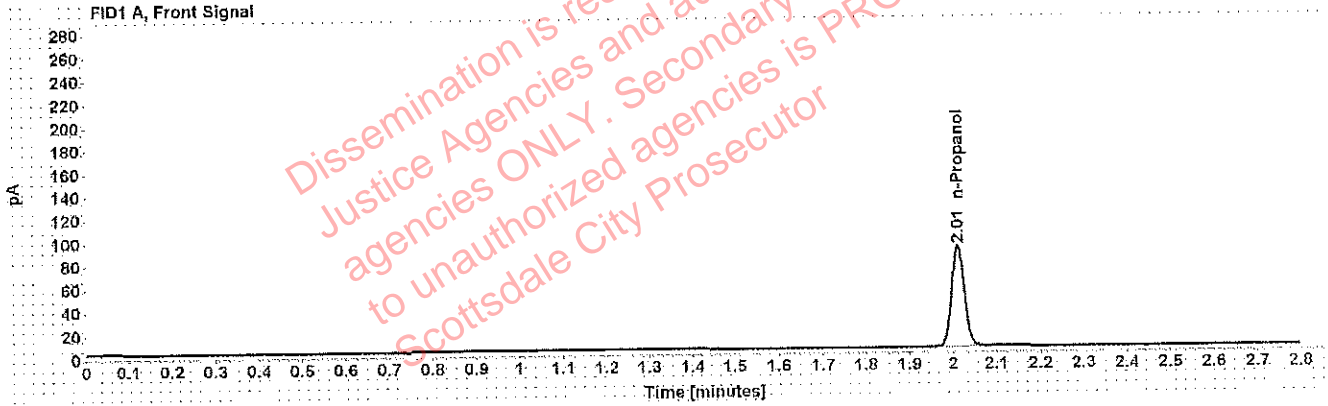 FID1 A, Front Signal
280
260
240
220
200
180
160
140
120
100
80
60
40
20
0
pA
2.01 n-Propanol
0 0.1 0.2 0.3 0.4 0.5 0.6 0.7 0.8 0.9 1 1.1 1.2 1.3 1.4 1.5 1.6 1.7 1.8 1.9 2 2.1 2.2 2.3 2.4 2.5 2.6 2.7 2.8
Time [minutes]
Dissemination is
Justice Agencies and
agencies ONLY. Secondary
to unauthorized agencies is
Scottsdale City Prosecutor